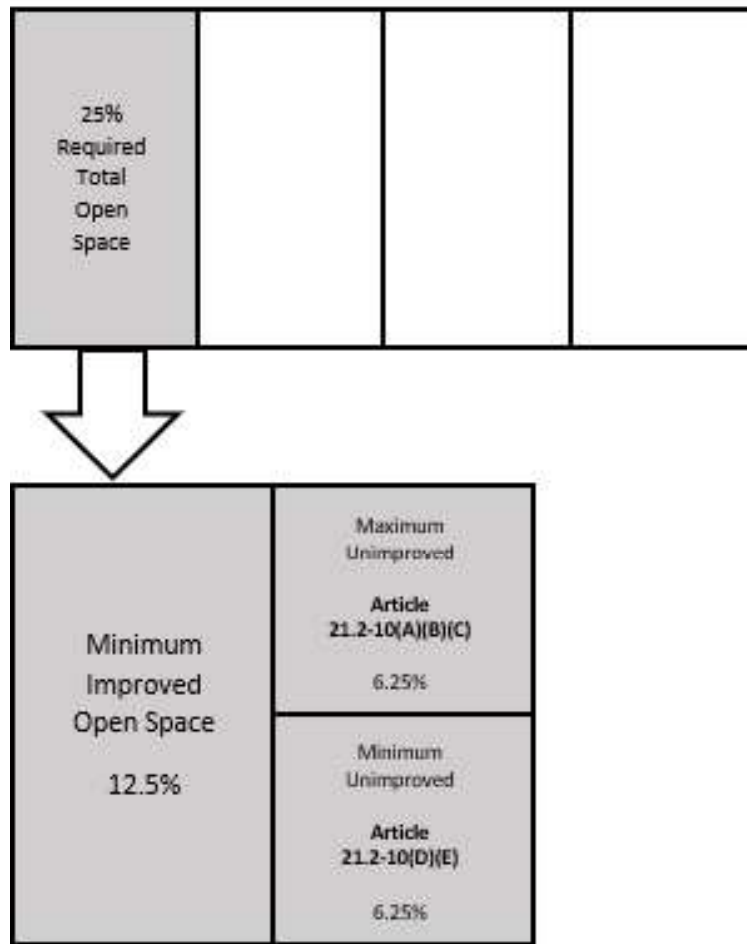 25%
Required
Total
Open
Space
Minimum
Improved
Open Space
12.5%
Maximum
Unimproved
Article
21.2-10(A)(B)(C)
6.25%
Minimum
Unimproved
Article
21.2-10(D)(E)
6.25%